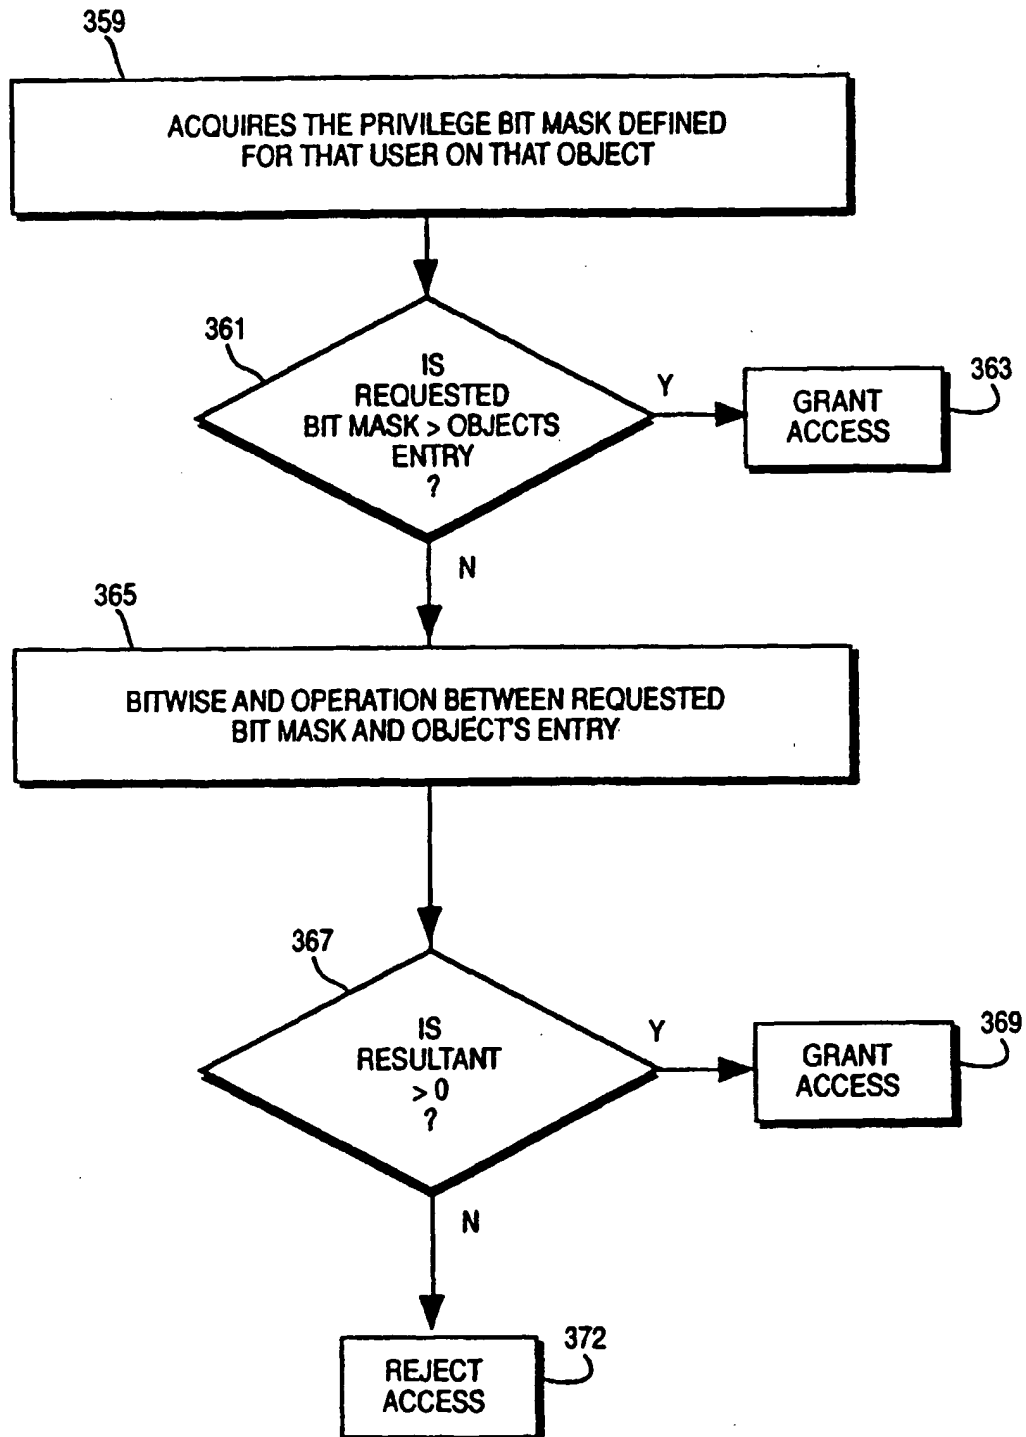 359
ACQUIRES THE PRIVILEGE BIT MASK DEFINED
FOR THAT USER ON THAT OBJECT
361
IS
REQUESTED
BIT MASK > OBJECTS
ENTRY
?
Y
GRANT
ACCESS
363
N
365
BITWISE AND OPERATION BETWEEN REQUESTED
BIT MASK AND OBJECT'S ENTRY
367
IS
RESULTANT
> 0
?
Y
GRANT
ACCESS
369
N
REJECT
ACCESS
372